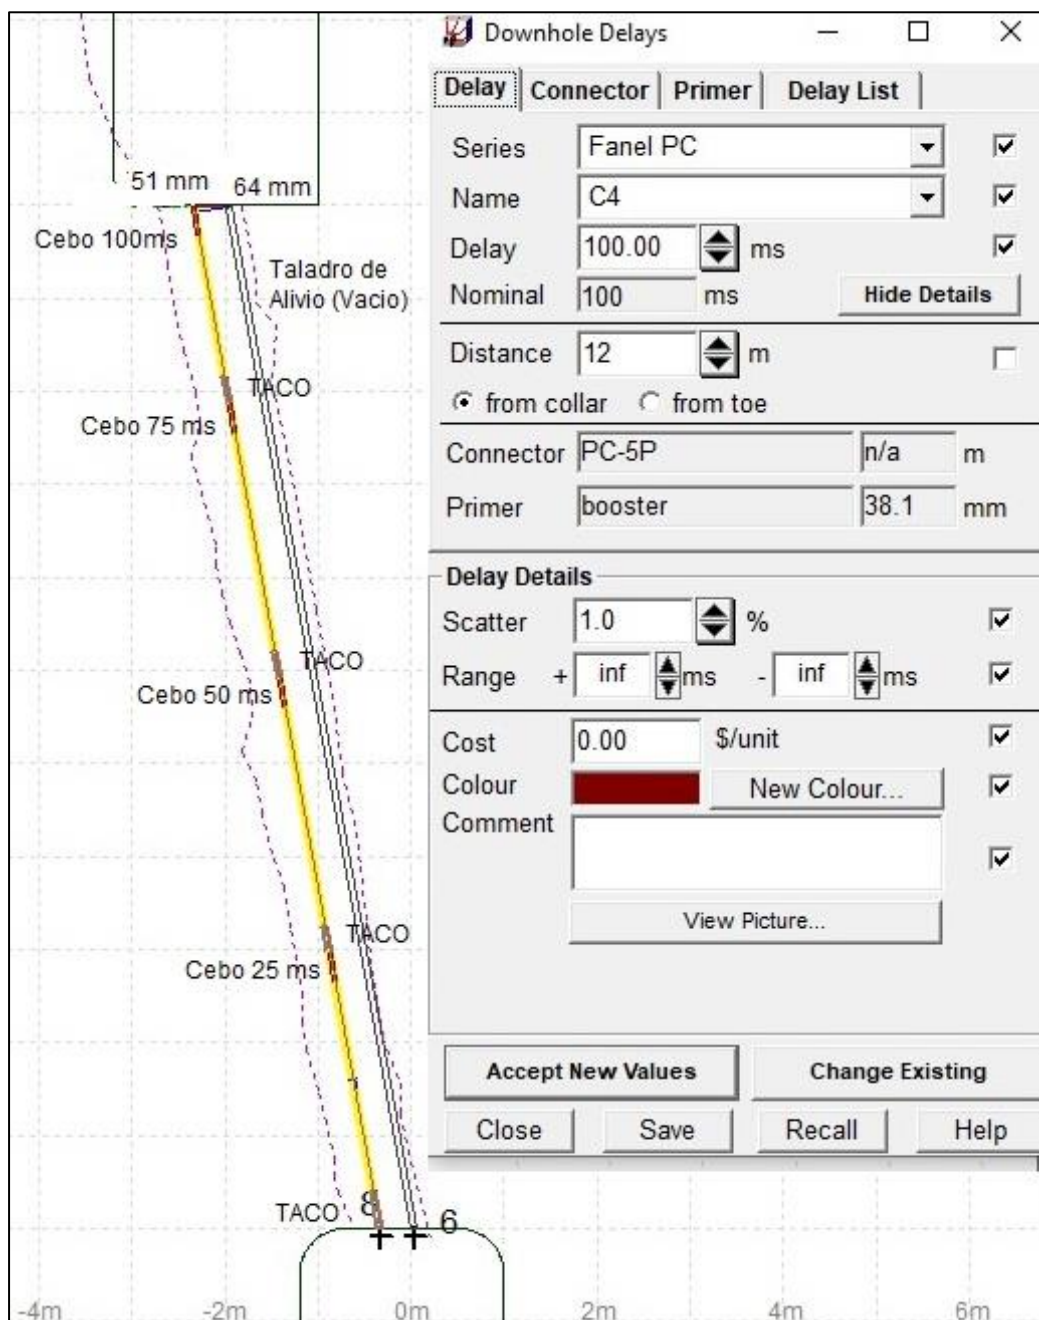 51 mm
64 mm
Cebo 100ms
Taladro de
Alivio (Vacio)
TACO
Cebo 75 ms
TACO
Cebo 50 ms
TACO
Cebo 25 ms
7
TACO
8
6
-4m -2m 0m 2m 4m 6m
Downhole Delays
Delay Connector Primer Delay List
Series Fanel PC
Name C4
Delay 100.00 ms
Nominal 100 ms Hide Details
Distance 12 m
from collar from toe
Connector PC-5P n/a m
Primer booster 38.1 mm
Delay Details
Scatter 1.0 %
Range + inf ms - inf ms
Cost 0.00 $/unit
Colour New Colour...
Comment
View Picture...
Accept New Values Change Existing
Close Save Recall Help